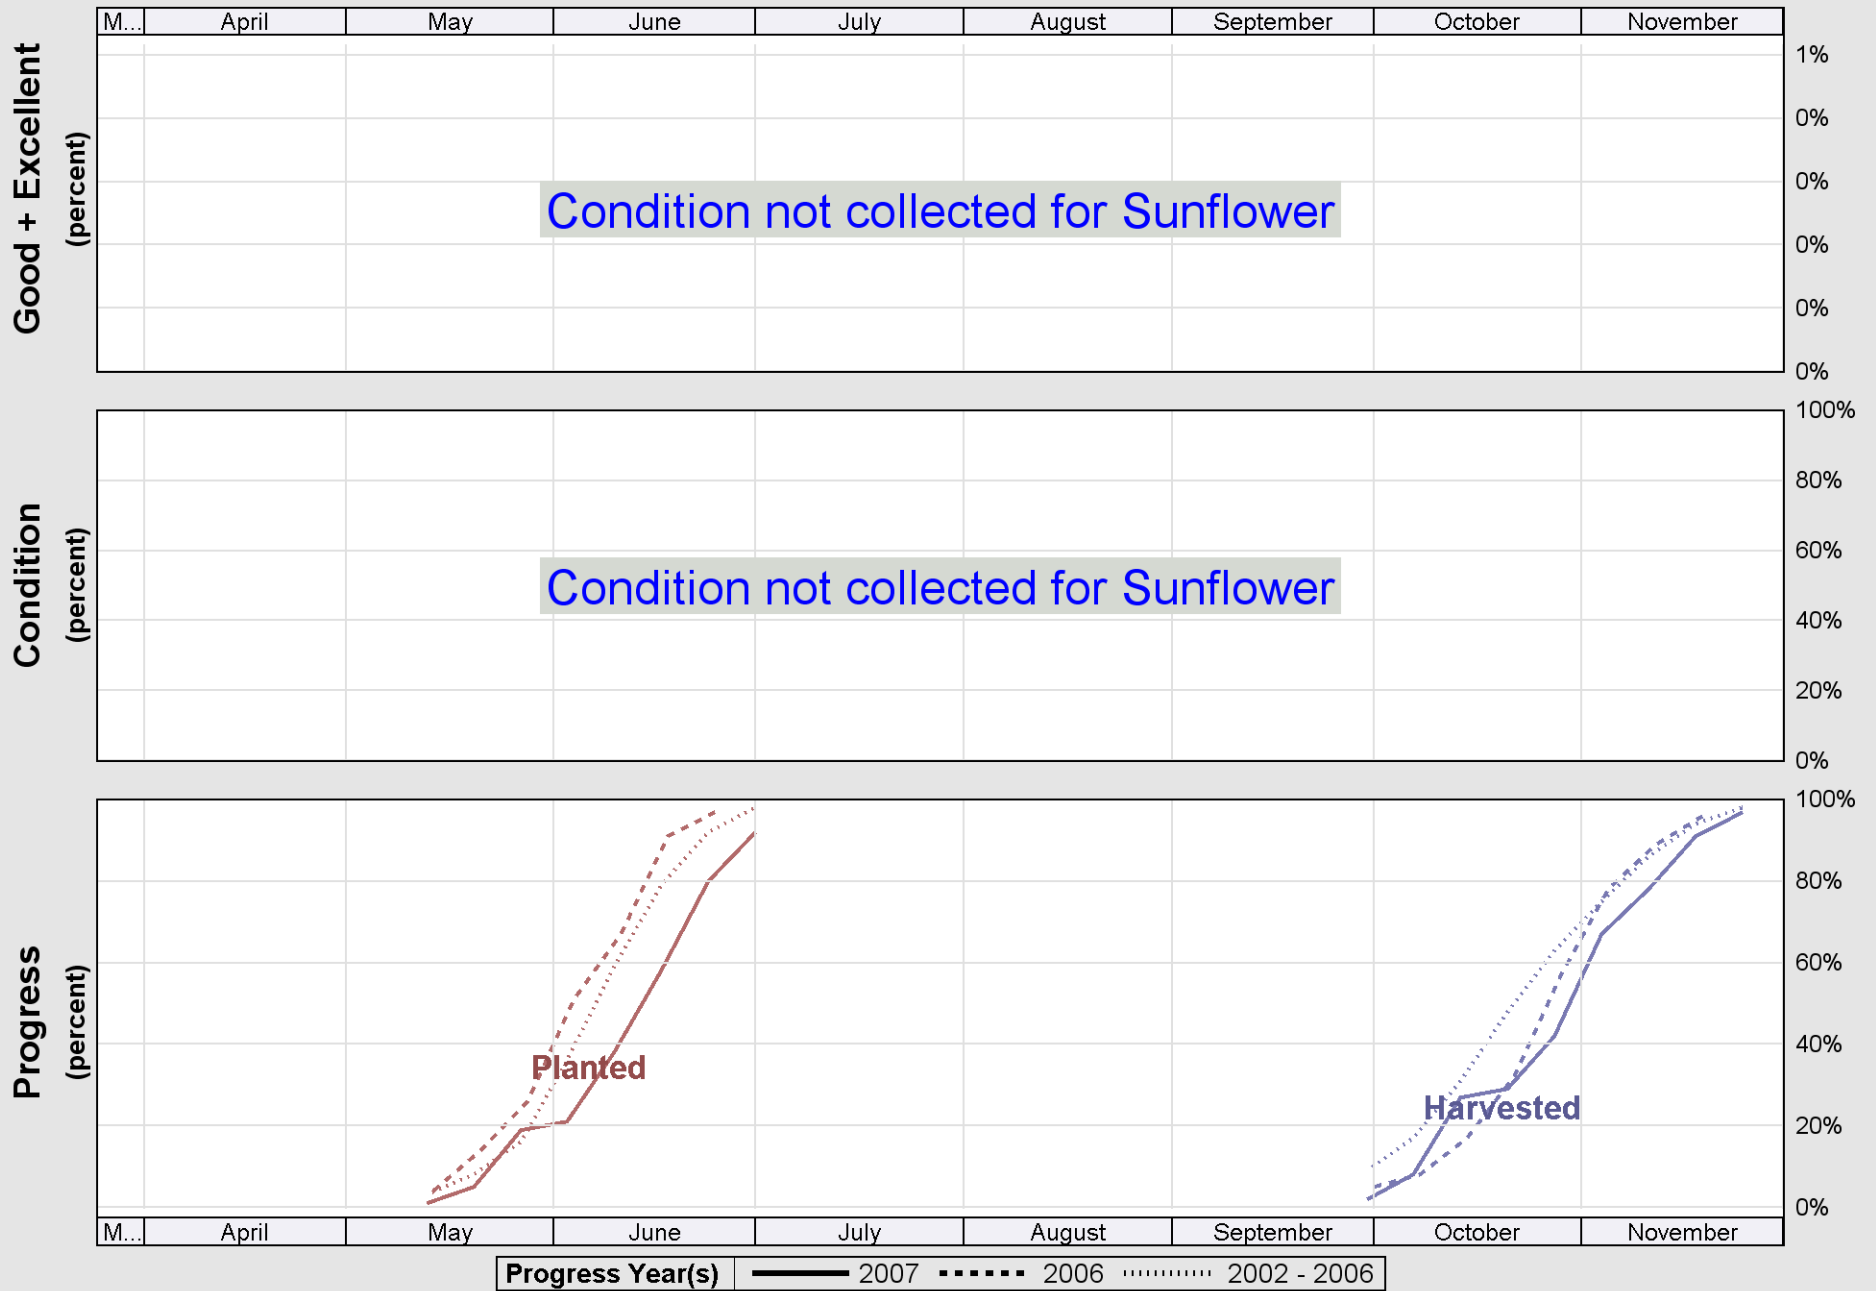 M... April May June July August September October November
Good + Excellent
(percent)
1%
0%
0%
0%
0%
0%
Condition not collected for Sunflower
Condition
(percent)
100%
80%
60%
40%
20%
0%
Condition not collected for Sunflower
Progress
(percent)
100%
80%
60%
40%
20%
0%
Planted
Harvested
M... April May June July August September October November
Progress Year(s) 2007 2006 2002 - 2006